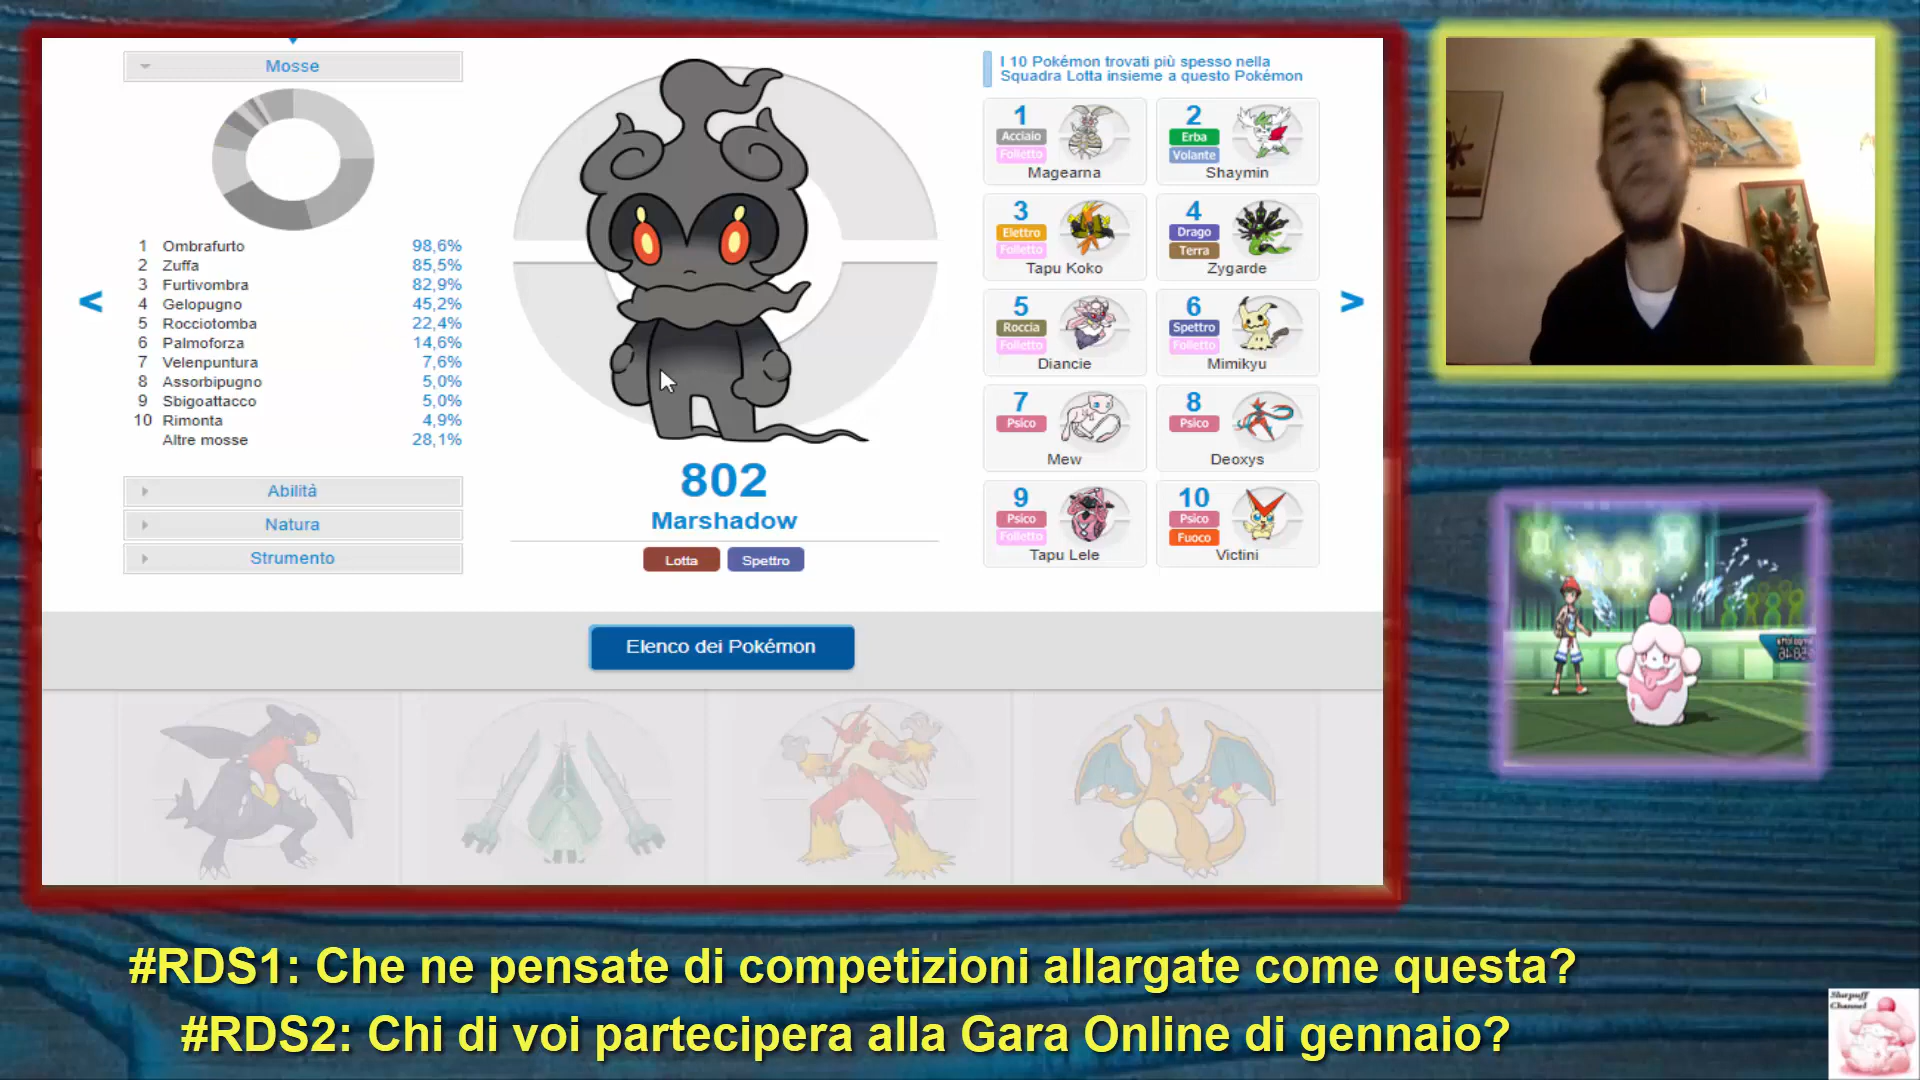 Mosse
1 Ombrafurto 98,6%
2 Zuffa 85,5%
3 Furtivombra 82,9%
4 Gelopugno 45,2%
5 Rocciotomba 22,4%
6 Palmoforza 14,6%
7 Velenpuntura 7,6%
8 Assorbipugno 5,0%
9 Sbigoattacco 5,0%
10 Rimonta 4,9%
Altre mosse 28,1%
Abilità
Natura
Strumento
<
802
Marshadow
Lotta Spettro
>
I 10 Pokémon trovati più spesso nella
Squadra Lotta insieme a questo Pokémon
1
Acciaio
Folletto
Magearna
2
Erba
Volante
Shaymin
3
Elettro
Folletto
Tapu Koko
4
Drago
Terra
Zygarde
5
Roccia
Folletto
Diancie
6
Spettro
Folletto
Mimikyu
7
Psico
Mew
8
Psico
Deoxys
9
Psico
Folletto
Tapu Lele
10
Psico
Fuoco
Victini
Elenco dei Pokémon
#RDS1: Che ne pensate di competizioni allargate come questa?
#RDS2: Chi di voi partecipera alla Gara Online di gennaio?
Slurpuff
Channel